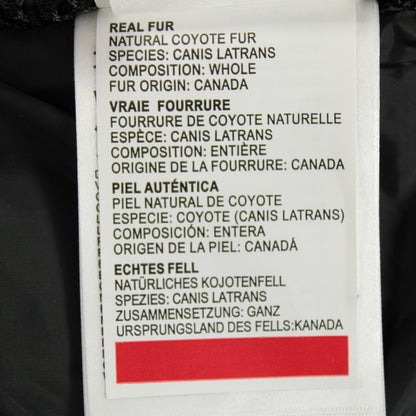 REAL FUR
NATURAL COYOTE FUR
SPECIES: CANIS LATRANS
COMPOSITION: WHOLE
FUR ORIGIN: CANADA
VRAIE FOURRURE
FOURRURE DE COYOTE NATURELLE
ESPÈCE: CANIS LATRANS
COMPOSITION: ENTIÈRE
ORIGINE DE LA FOURRURE: CANADA
PIEL AUTÉNTICA
PIEL NATURAL DE COYOTE
ESPECIE: COYOTE (CANIS LATRANS)
COMPOSICIÓN: ENTERA
ORIGEN DE LA PIEL: CANADÁ
ECHTES FELL
NATÜRLICHES KOJOTENFELL
SPEZIES: CANIS LATRANS
ZUSAMMENSETZUNG: GANZ
URSPRUNGSLAND DES FELLS:KANADA